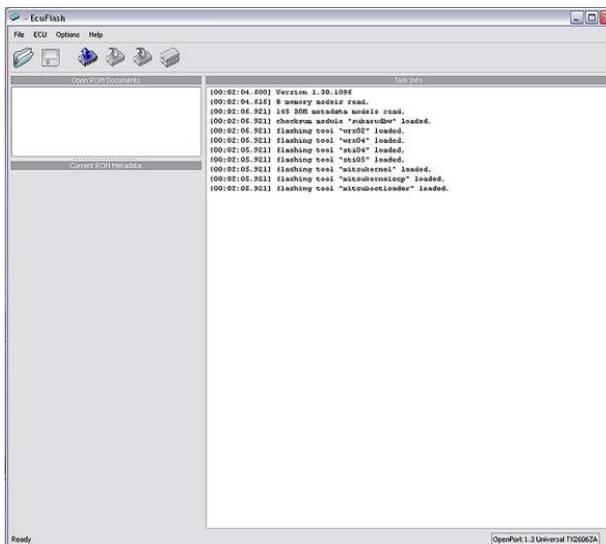 - EcuFlash
File ECU Options Help
Open ROM Documents
Task Info
[00:02:04.500] Version 1.30.1095
[00:02:04.515] 8 memory models read.
[00:02:05.921] 165 ROM metadata models read.
[00:02:05.921] checksum module "subarudbw" loaded.
[00:02:05.921] flashing tool "wrx02" loaded.
[00:02:05.921] flashing tool "wrx04" loaded.
[00:02:05.921] flashing tool "sti04" loaded.
[00:02:05.921] flashing tool "sti05" loaded.
[00:02:05.921] flashing tool "mitsukernel" loaded.
[00:02:05.921] flashing tool "mitsukernelocp" loaded.
[00:02:05.921] flashing tool "mitsubootloader" loaded.
Current ROM Metadata
Ready
OpenPort 1.3 Universal TX2606ZA